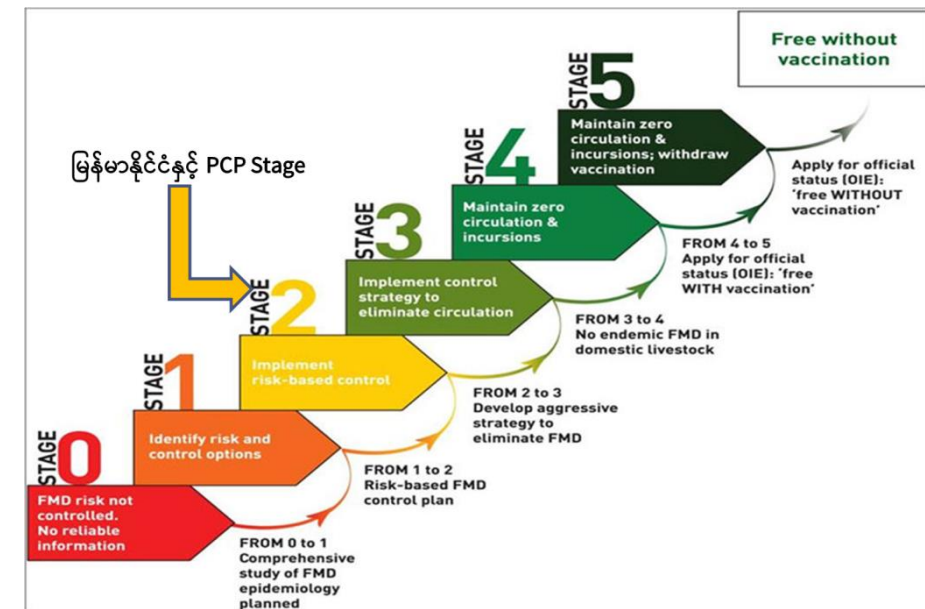 Free without
vaccination
STAGE 5
Maintain zero
circulation &
incursions; withdraw
vaccination
Apply for official
status (OIE):
‘free WITHOUT
vaccination’
STAGE 4
Maintain zero
circulation &
incursions
FROM 4 to 5
Apply for official
status (OIE): ‘free
WITH vaccination’
မြန်မာနိုင်ငံနှင့် PCP Stage
STAGE 3
Implement control
strategy to
eliminate circulation
FROM 3 to 4
No endemic FMD in
domestic livestock
STAGE 2
Implement
risk-based control
FROM 2 to 3
Develop aggressive
strategy to
eliminate FMD
STAGE 1
Identify risk and
control options
FROM 1 to 2
Risk-based FMD
control plan
STAGE 0
FMD risk not
controlled.
No reliable
information
FROM 0 to 1
Comprehensive
study of FMD
epidemiology
planned